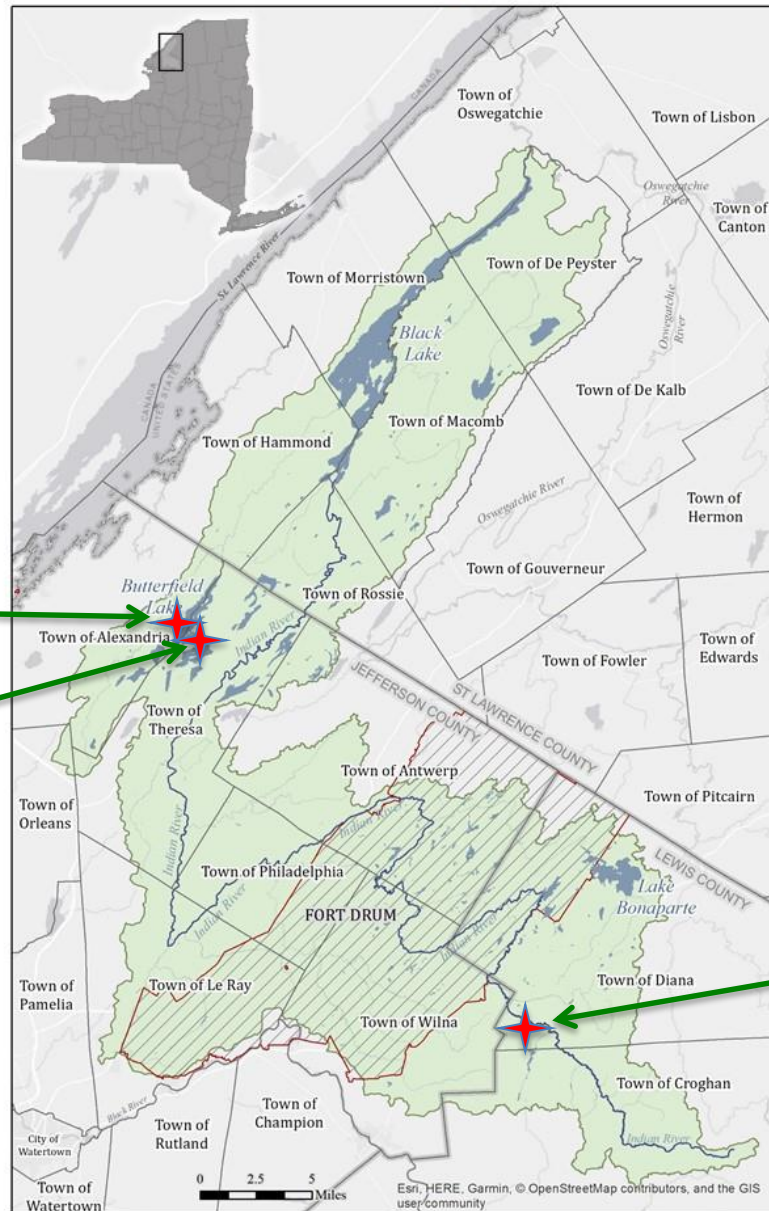 CANADA
Town of
Oswegatchie
Town of Lisbon
Oswegatchie
River
Town of
Canton
St. Lawrence River
Town of Morristown
Town of De Peyster
Oswegatchie
River
Black
Lake
CANADA
UNITED STATES
Town of De Kalb
Town of Macomb
Town of Hammond
Oswegatchie River
Town of
Hermon
Town of Gouverneur
Butterfield
Lake
Town of Rossie
Town of Alexandria
Indian River
Town of Fowler
Town of
Edwards
JEFFERSON COUNTY
ST LAWRENCE COUNTY
Town of
Theresa
Town of Antwerp
Town of Pitcairn
Town of
Orleans
Indian River
Indian River
LEWIS COUNTY
Town of Philadelphia
Lake
Bonaparte
FORT DRUM
Indian River
Indian River
Town of
Pamelia
Town of Le Ray
Town of Diana
Town of Wilna
Town of Croghan
Black River
Town of
Champion
Town of
Rutland
City of
Watertown
Indian River
Town of
Watertown
0 2.5 5
Miles
Esri, HERE, Garmin, © OpenStreetMap contributors, and the GIS
user community